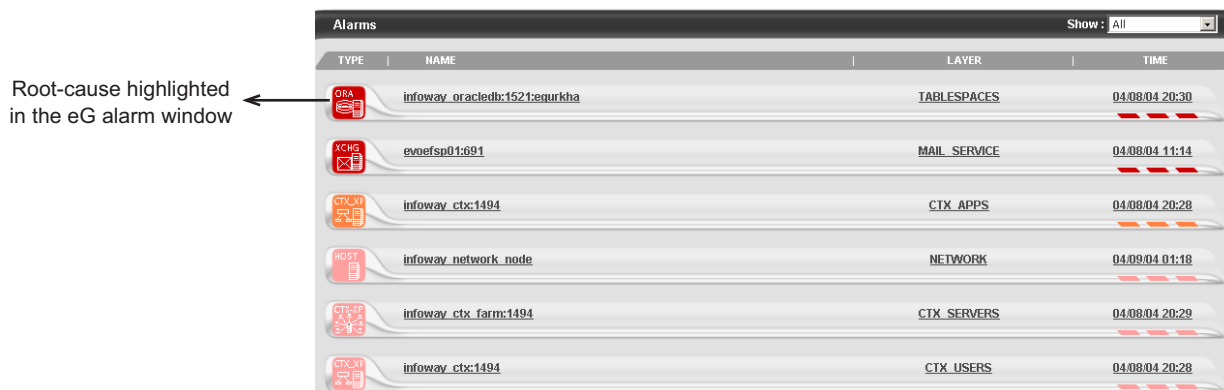 Alarms
Show : All
TYPE | NAME | LAYER | TIME
Root-cause highlighted
in the eG alarm window
ORA
infoway_oracledb:1521:egurkha TABLESPACES 04/08/04 20:30
XCHG
evoefsp01:691 MAIL_SERVICE 04/08/04 11:14
CTX_XP
infoway_ctx:1494 CTX_APPS 04/08/04 20:28
HOST
infoway_network_node NETWORK 04/09/04 01:18
CTX-XP
infoway_ctx_farm:1494 CTX_SERVERS 04/08/04 20:29
CTX_XP
infoway_ctx:1494 CTX_USERS 04/08/04 20:28